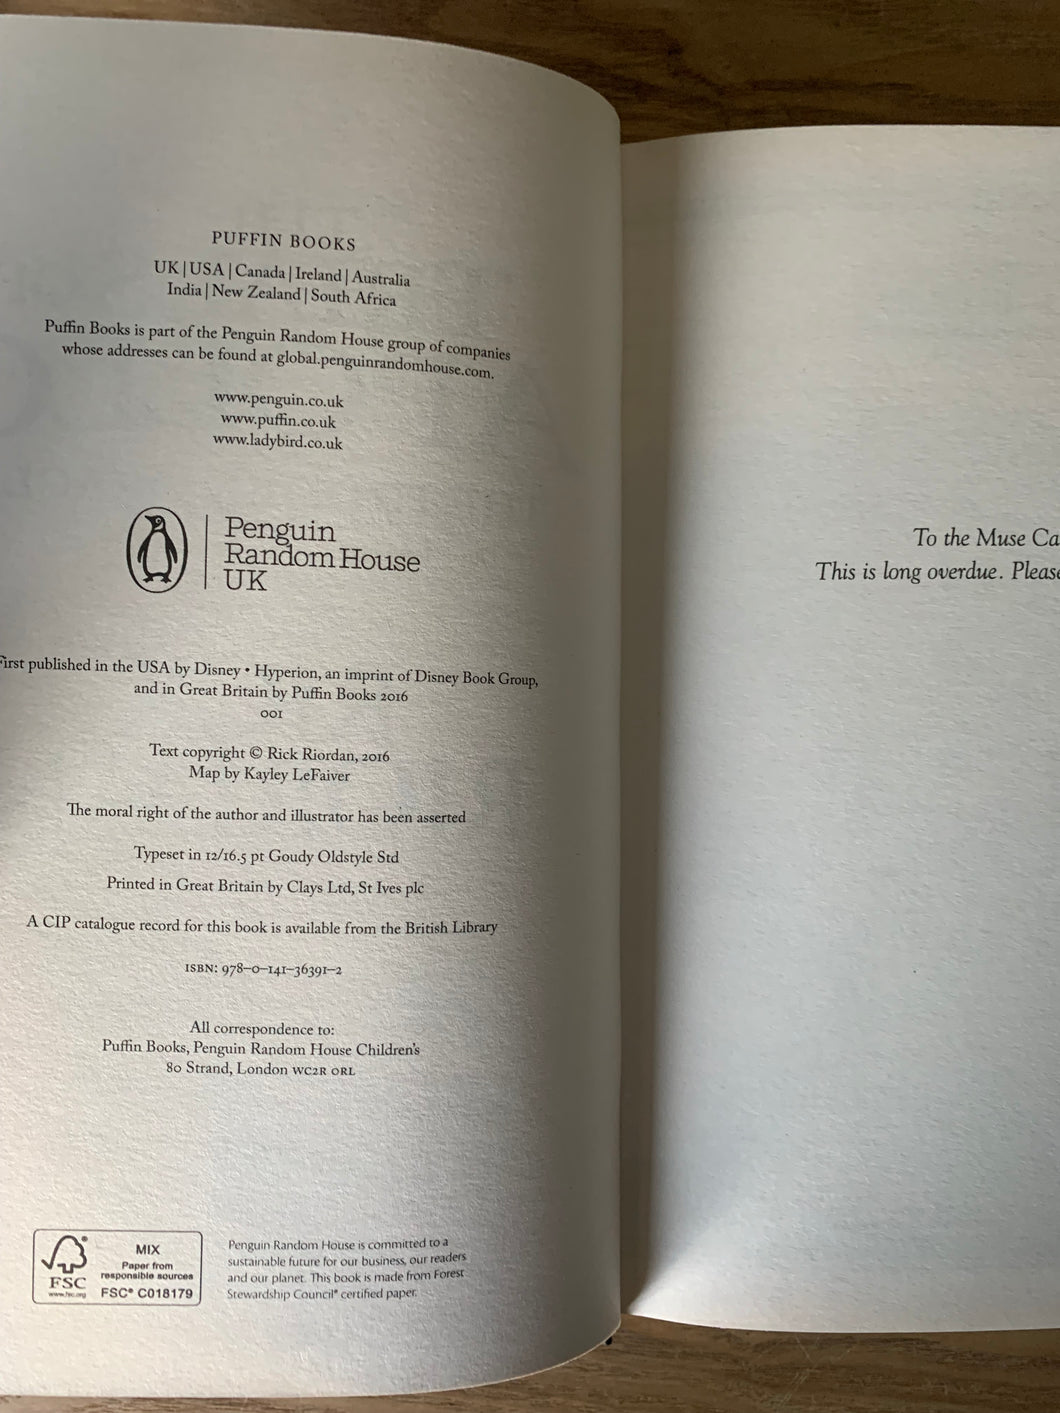 PUFFIN BOOKS
UK | USA | Canada | Ireland | Australia
India | New Zealand | South Africa
Puffin Books is part of the Penguin Random House group of companies
whose addresses can be found at global.penguinrandomhouse.com.
www.penguin.co.uk
www.puffin.co.uk
www.ladybird.co.uk
Penguin
Random House
UK
First published in the USA by Disney • Hyperion, an imprint of Disney Book Group,
and in Great Britain by Puffin Books 2016
001
Text copyright © Rick Riordan, 2016
Map by Kayley LeFaiver
The moral right of the author and illustrator has been asserted
Typeset in 12/16.5 pt Goudy Oldstyle Std
Printed in Great Britain by Clays Ltd, St Ives plc
A CIP catalogue record for this book is available from the British Library
ISBN: 978–0–141–36391–2
All correspondence to:
Puffin Books, Penguin Random House Children's
80 Strand, London WC2R ORL
FSC
www.fsc.org
MIX
Paper from
responsible sources
FSC® C018179
Penguin Random House is committed to a
sustainable future for our business, our readers
and our planet. This book is made from Forest
Stewardship Council® certified paper.
To the Muse Ca
This is long overdue. Please